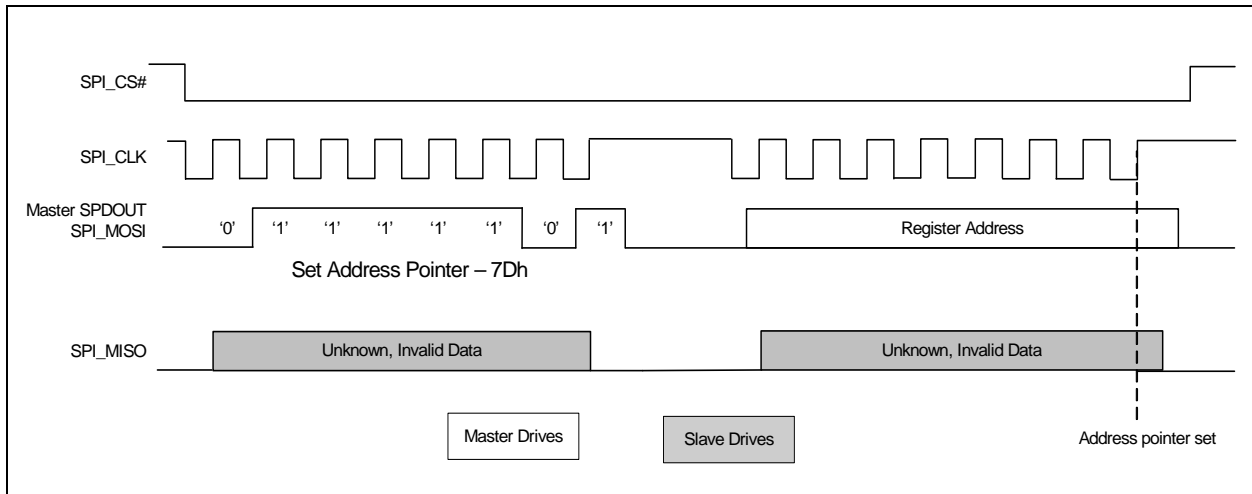 SPI_CS#
SPI_CLK
Master SPDOUT
SPI_MOSI
‘0’ ‘1’ ‘1’ ‘1’ ‘1’ ‘1’ ‘0’ ‘1’
Register Address
Set Address Pointer – 7Dh
SPI_MISO
Unknown, Invalid Data
Unknown, Invalid Data
Master Drives
Slave Drives
Address pointer set